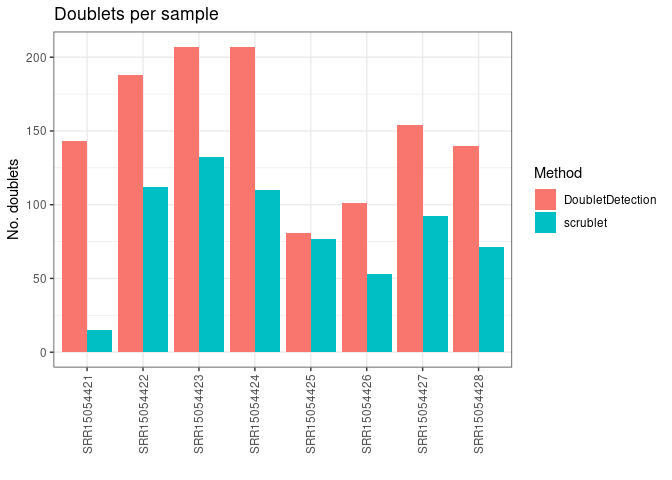 Doublets per sample
No. doublets
200
150
100
50
0
SRR15054421
SRR15054422
SRR15054423
SRR15054424
SRR15054425
SRR15054426
SRR15054427
SRR15054428
Method
DoubletDetection
scrublet